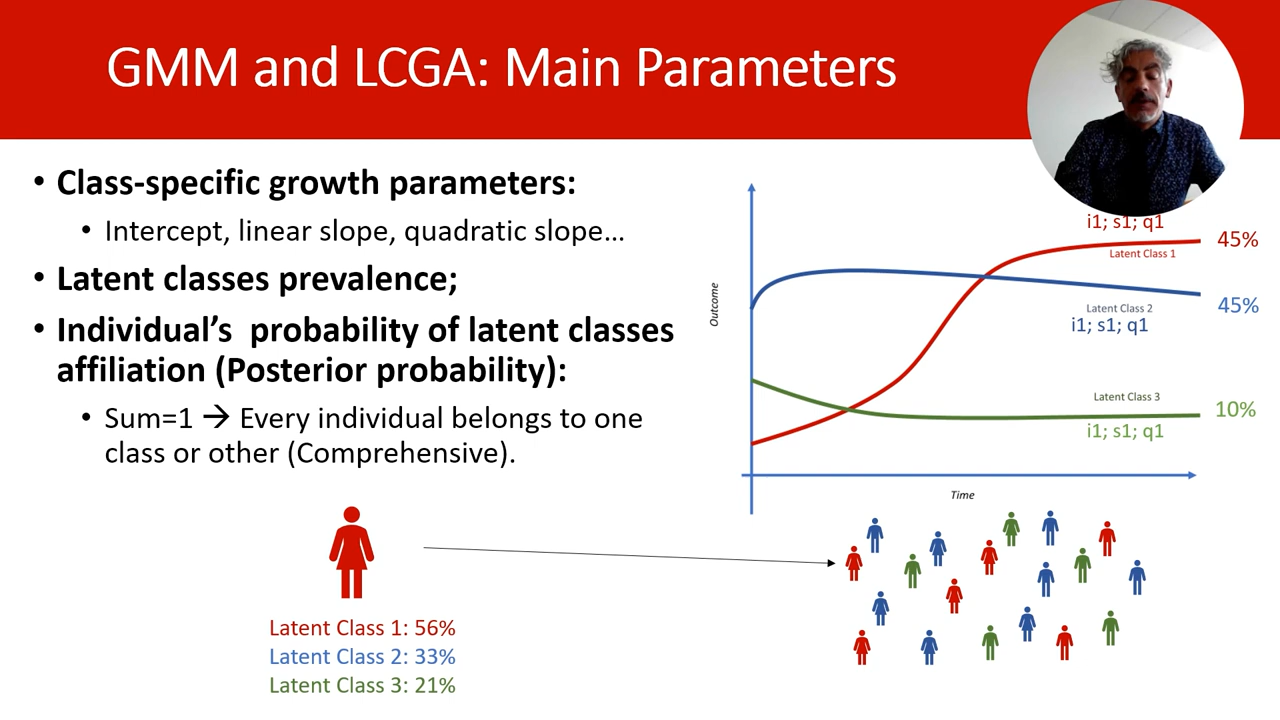 GMM and LCGA: Main Parameters
• Class-specific growth parameters:
• Intercept, linear slope, quadratic slope...
• Latent classes prevalence;
• Individual's probability of latent classes
affiliation (Posterior probability):
• Sum=1 → Every individual belongs to one
class or other (Comprehensive).
Latent Class 1: 56%
Latent Class 2: 33%
Latent Class 3: 21%
i1; s1; q1
45%
Latent Class 1
Outcome
Latent Class 2
45%
i1; s1; q1
Latent Class 3
10%
i1; s1; q1
Time